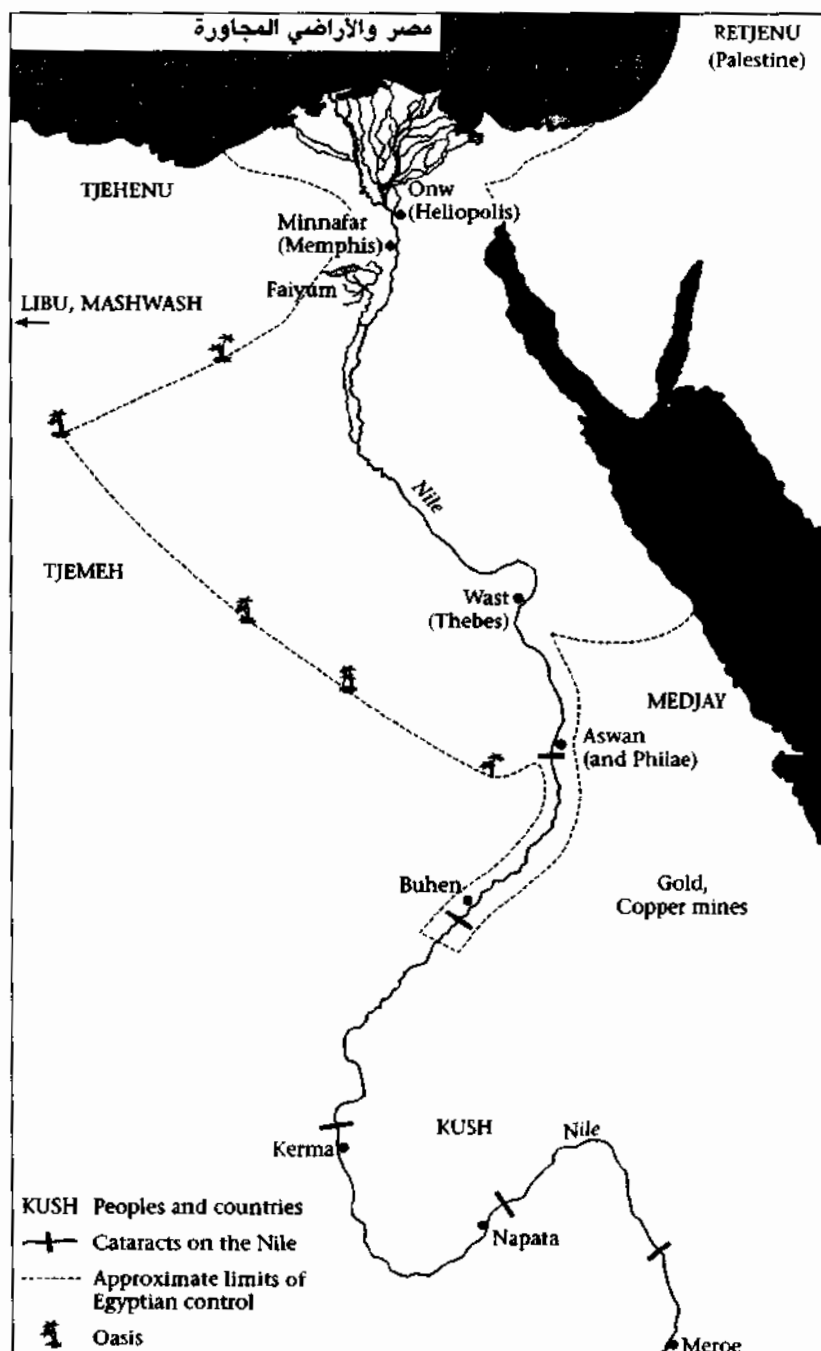 مصر والأراضي المجاورة
RETJENU
(Palestine)
TJEHENU
Onw
(Heliopolis)
Minnafar
(Memphis)
Faiyum
LIBU, MASHWASH
Nile
TJEMEH
Wast
(Thebes)
MEDJAY
Aswan
(and Philae)
Buhen
Gold,
Copper mines
KUSH
Nile
Kerma
Napata
Meroe
KUSH Peoples and countries
Cataracts on the Nile
Approximate limits of
Egyptian control
Oasis